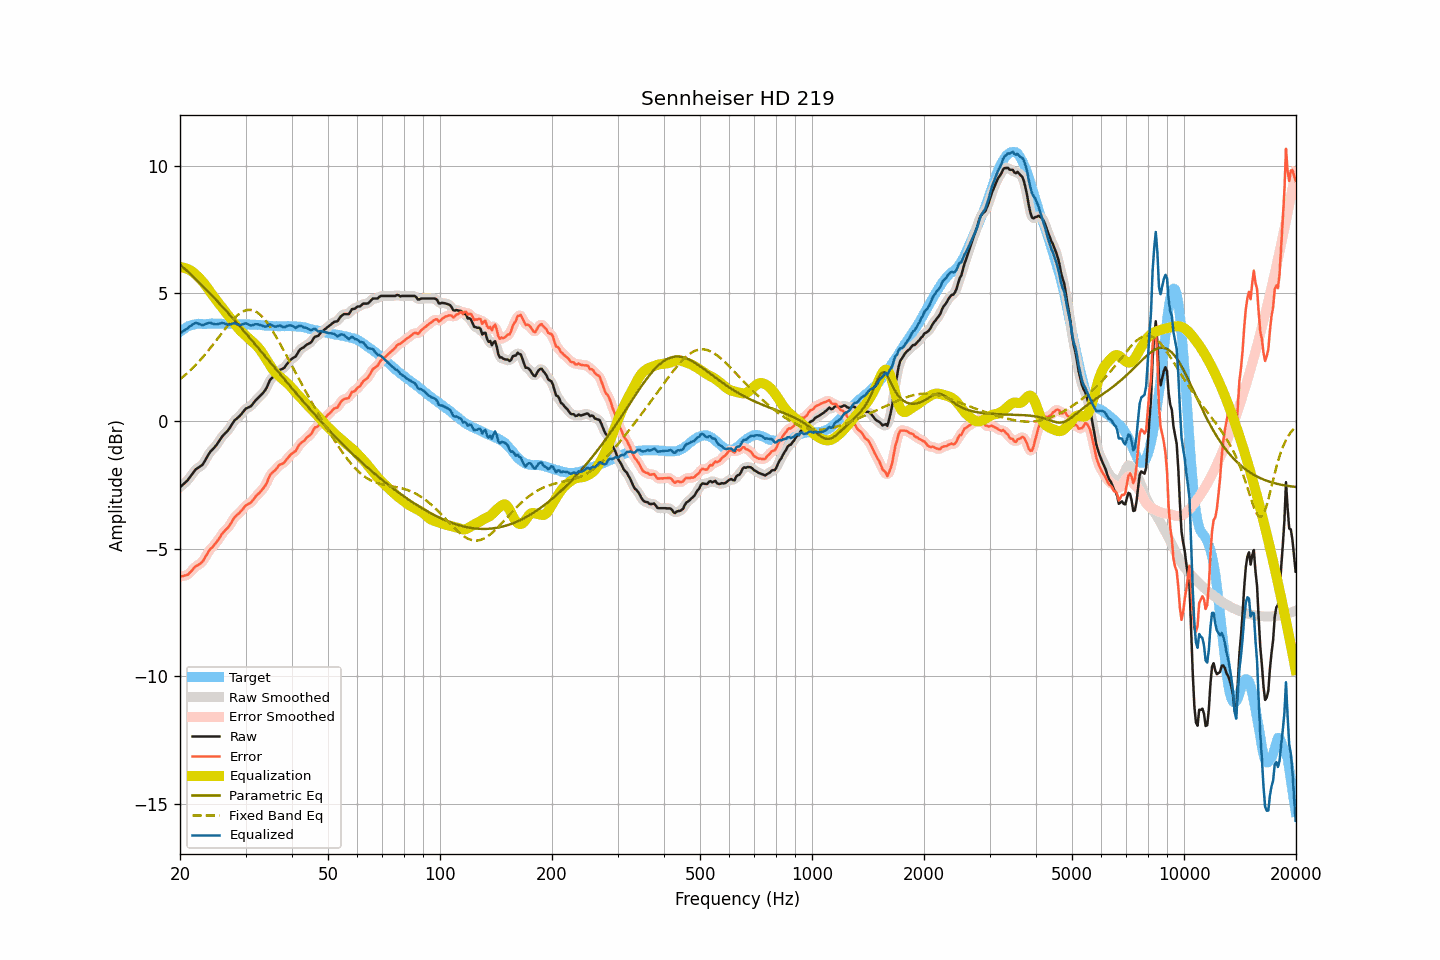 Sennheiser HD 219
10
5
0
−5
−10
−15
Amplitude (dBr)
Target
Raw Smoothed
Error Smoothed
Raw
Error
Equalization
Parametric Eq
Fixed Band Eq
Equalized
20 50 100 200 500 1000 2000 5000 10000 20000
Frequency (Hz)